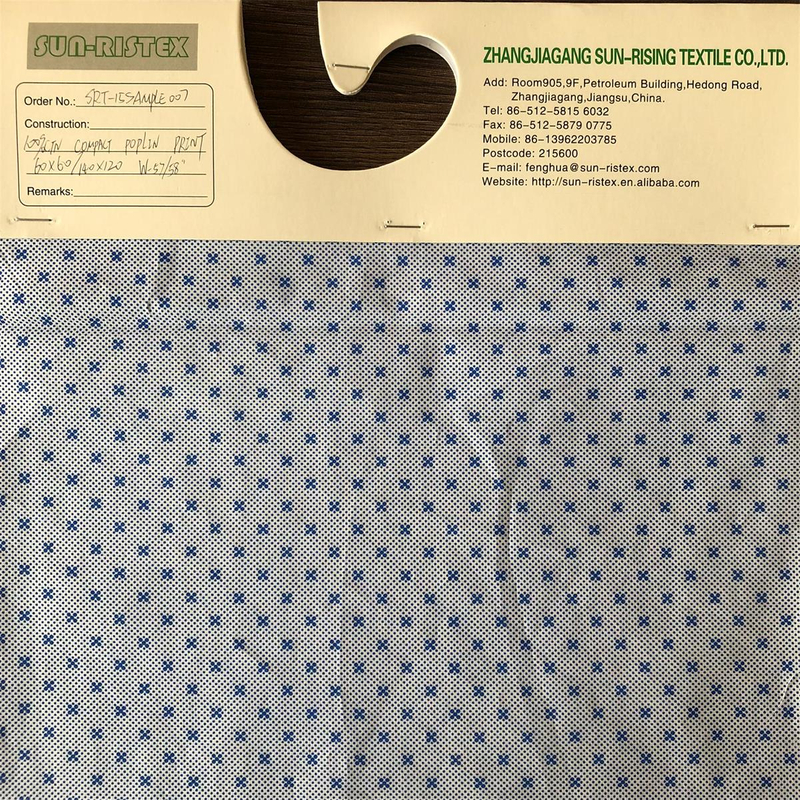 SUN-RISTEX
Order No.: SRT-15SAMPLE007
Construction:
100%CTN COMPACT POPLIN PRINT
60X60/140X120 W-57/58"
Remarks:
ZHANGJIAGANG SUN-RISING TEXTILE CO.,LTD.
Add: Room905,9F,Petroleum Building,Hedong Road,
Zhangjiagang,Jiangsu,China.
Tel: 86-512-5815 6032
Fax: 86-512-5879 0775
Mobile: 86-13962203785
Postcode: 215600
E-mail: fenghua@sun-ristex.com
Website: http://sun-ristex.en.alibaba.com